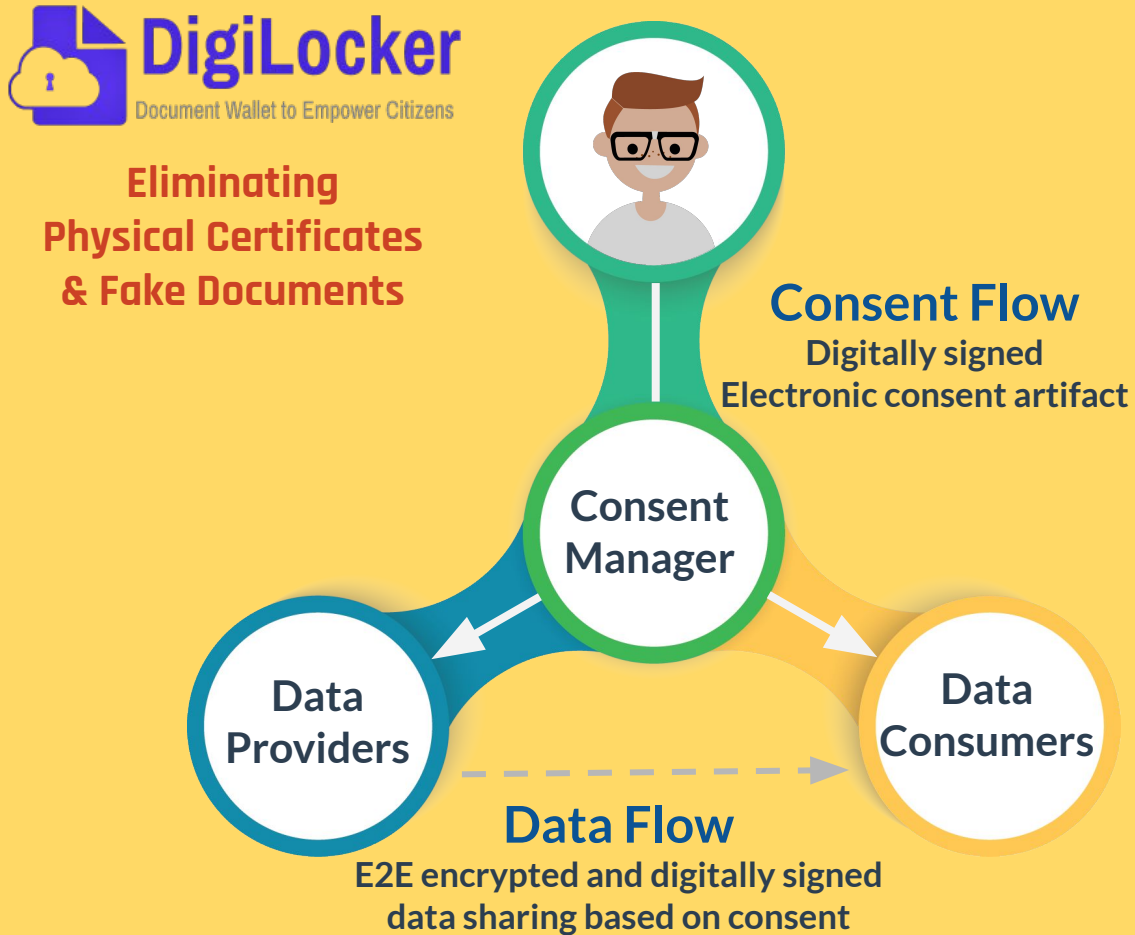 DigiLocker
Document Wallet to Empower Citizens
Eliminating
Physical Certificates
& Fake Documents
Consent Flow
Digitally signed
Electronic consent artifact
Consent
Manager
Data
Providers
Data
Consumers
Data Flow
E2E encrypted and digitally signed
data sharing based on consent